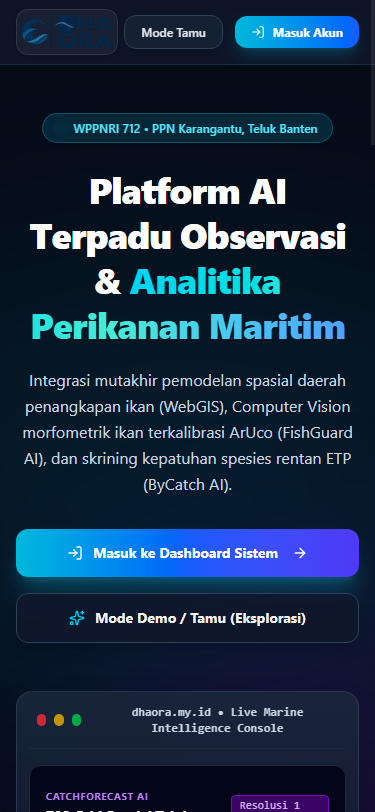 Mode Tamu
Masuk Akun
WPPNRI 712 • PPN Karangantu, Teluk Banten
Platform AI
Terpadu Observasi
& Analitika
Perikanan Maritim
Integrasi mutakhir pemodelan spasial daerah
penangkapan ikan (WebGIS), Computer Vision
morfometrik ikan terkalibrasi ArUco (FishGuard
AI), dan skrining kepatuhan spesies rentan ETP
(ByCatch AI).
Masuk ke Dashboard Sistem
Mode Demo / Tamu (Eksplorasi)
dhaora.my.id • Live Marine
Intelligence Console
CATCHFORECAST AI
Resolusi 1